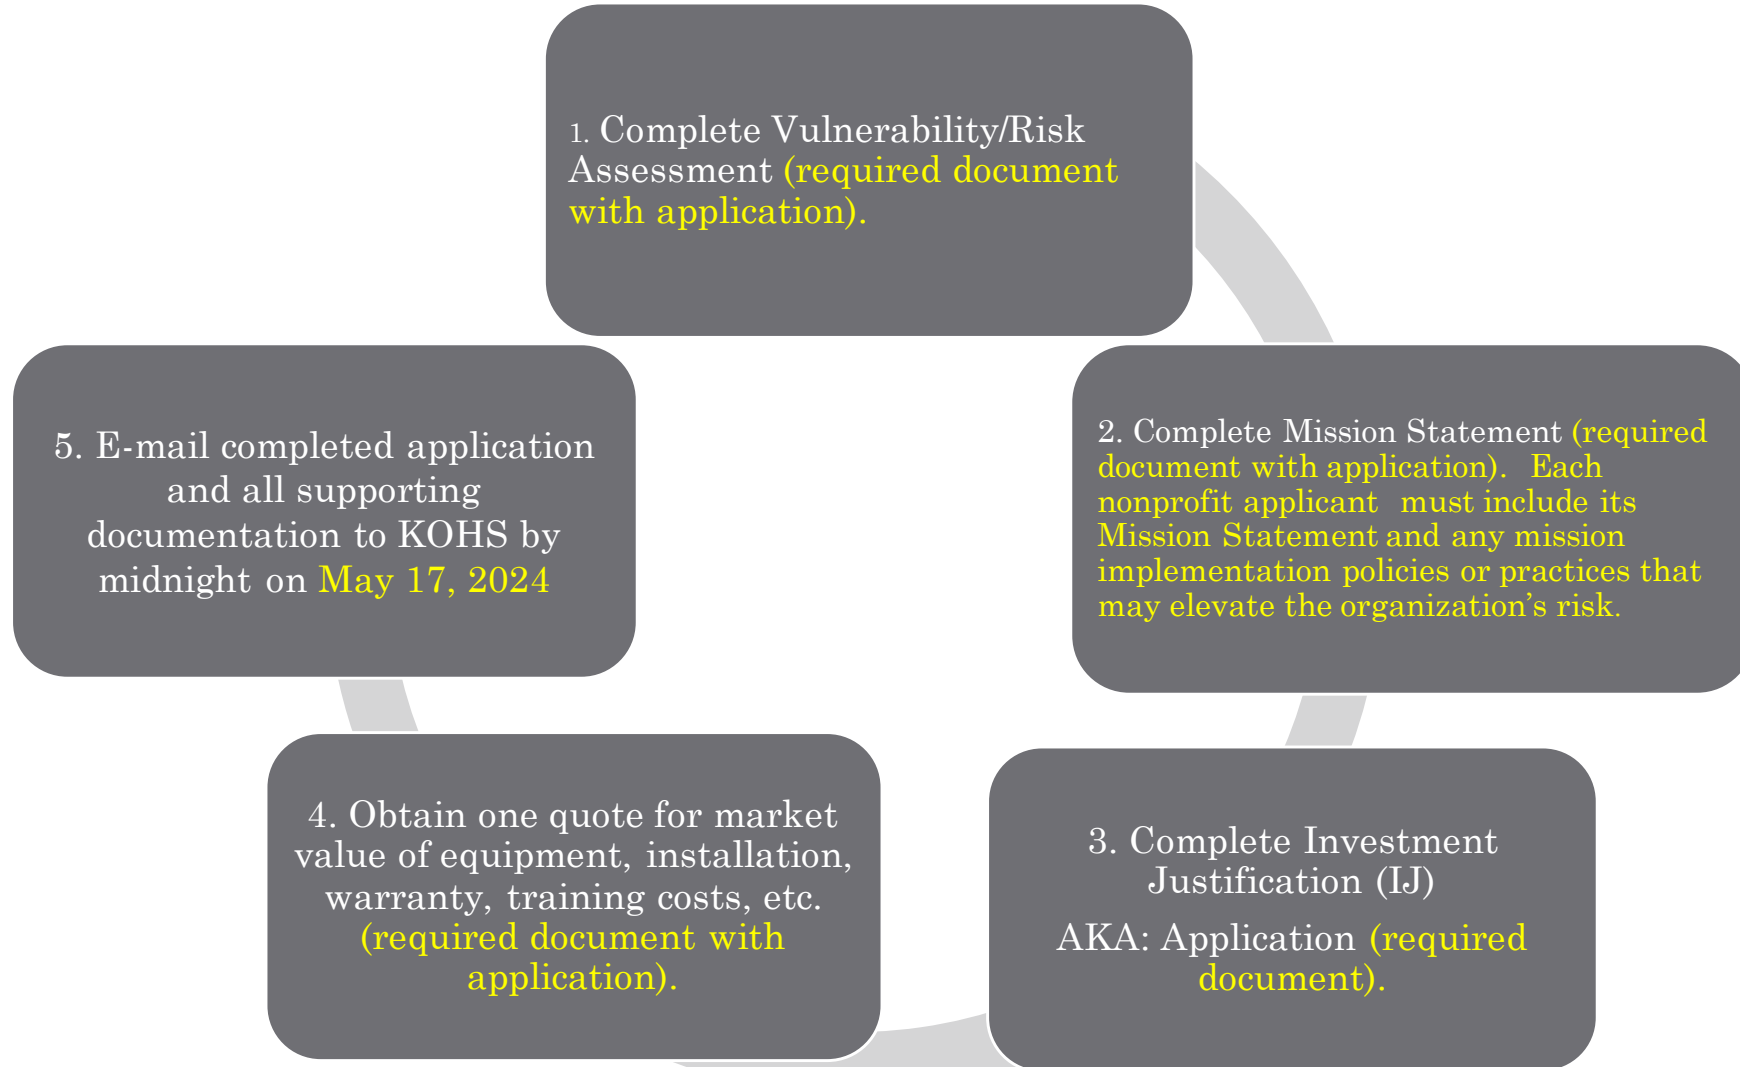 1. Complete Vulnerability/Risk
Assessment (required document
with application).
2. Complete Mission Statement (required
document with application).  Each
nonprofit applicant  must include its
Mission Statement and any mission
implementation policies or practices that
may elevate the organization’s risk.
3. Complete Investment
Justification (IJ)
AKA: Application (required
document).
4. Obtain one quote for market
value of equipment, installation,
warranty, training costs, etc.
(required document with
application).
5. E-mail completed application
and all supporting
documentation to KOHS by
midnight on May 17, 2024